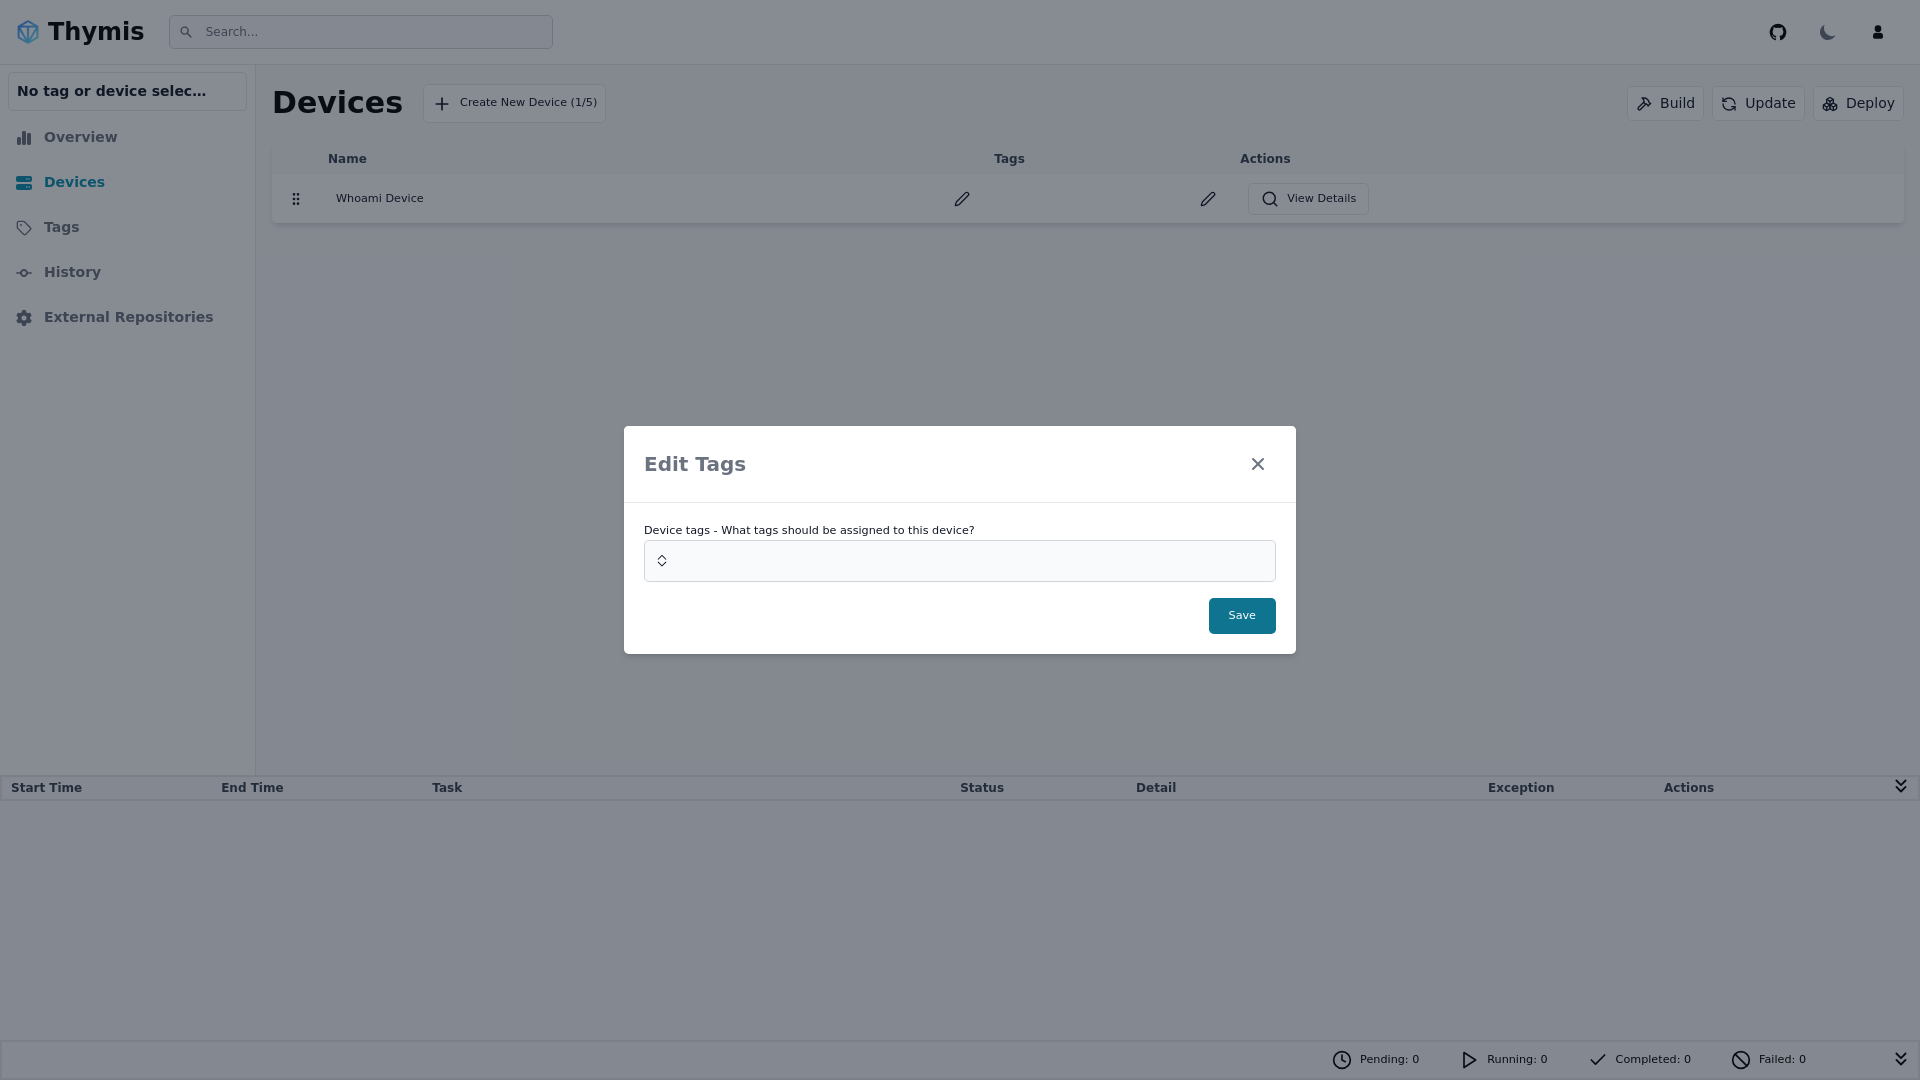 Thymis
Search...
No tag or device selec...
Overview
Devices
Tags
History
External Repositories
Devices
Create New Device (1/5)
Build
Update
Deploy
Name
Tags
Actions
Whoami Device
View Details
Edit Tags
Device tags - What tags should be assigned to this device?
Save
Start Time
End Time
Task
Status
Detail
Exception
Actions
Pending: 0
Running: 0
Completed: 0
Failed: 0